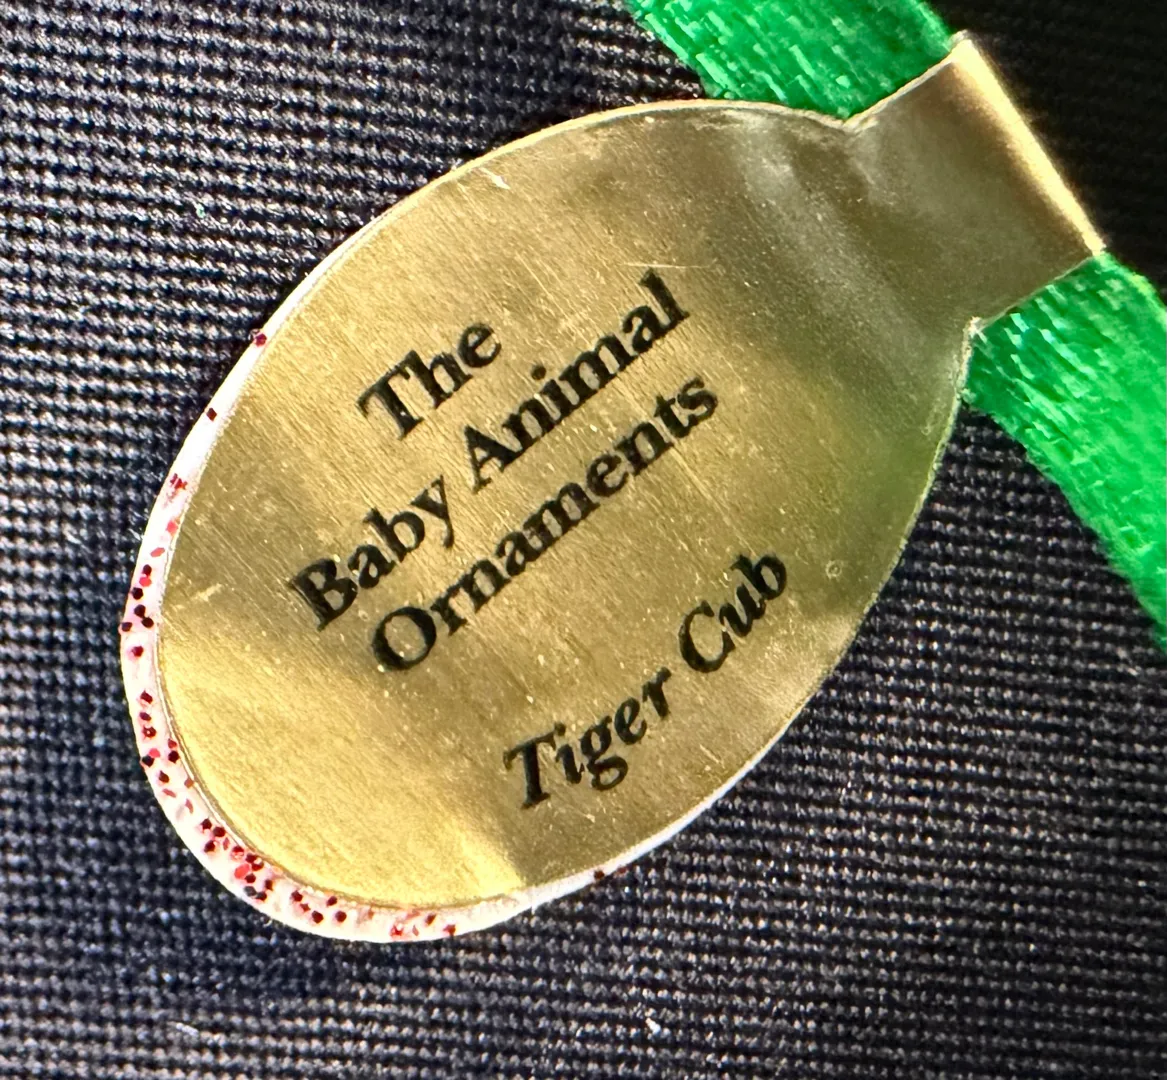 The
Baby Animal
Ornaments
Tiger Cub